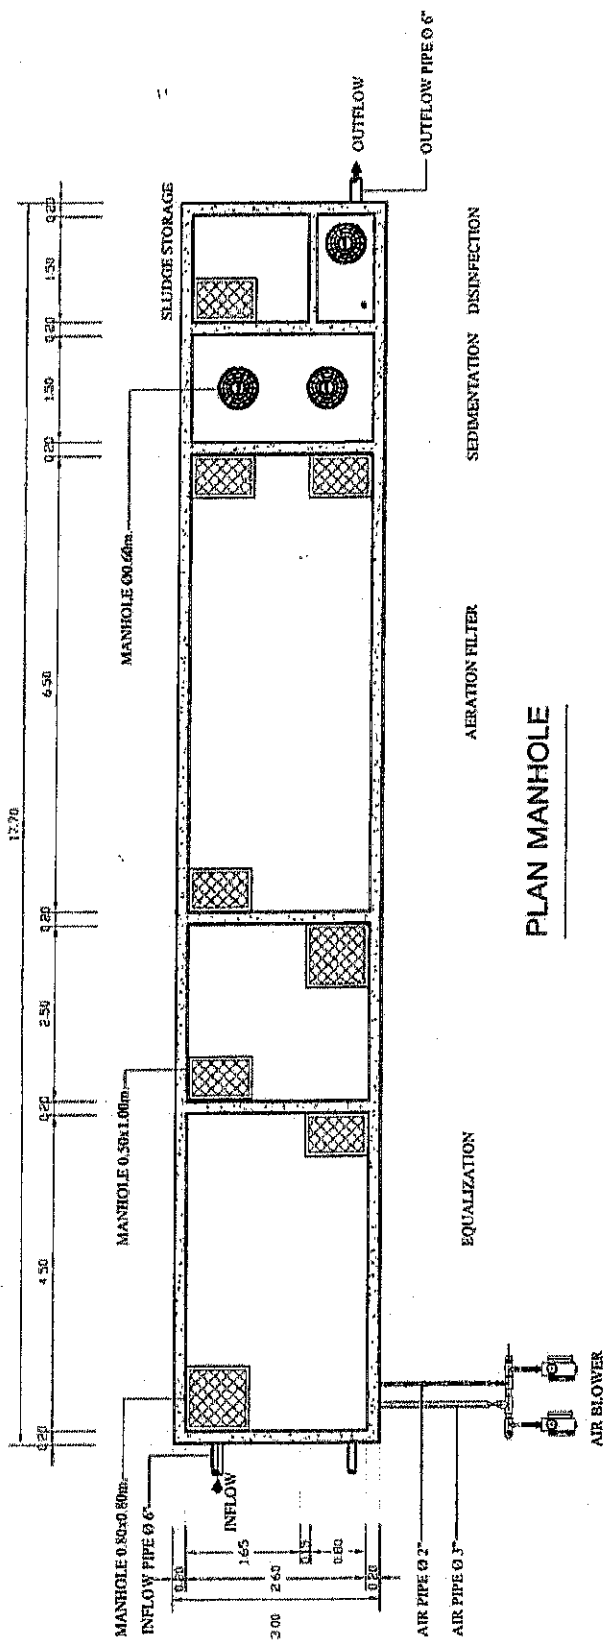 17.70
0.20
4.50
0.20
2.50
0.20
6.50
0.20
1.50
0.20
1.50
0.20
MANHOLE 0.80x0.80m.
INFLOW PIPE Ø 6"
MANHOLE 0.50x1.00m.
MANHOLE Ø0.60m.
SLUDGE STORAGE
INFLOW
OUTFLOW
OUTFLOW PIPE Ø 6"
3.00
0.20
2.60
0.20
1.65
0.15
0.80
AIR PIPE Ø 2"
AIR PIPE Ø 3"
AIR BLOWER
EQUALIZATION
AERATION FILTER
SEDIMENTATION
DISINFECTION
PLAN MANHOLE